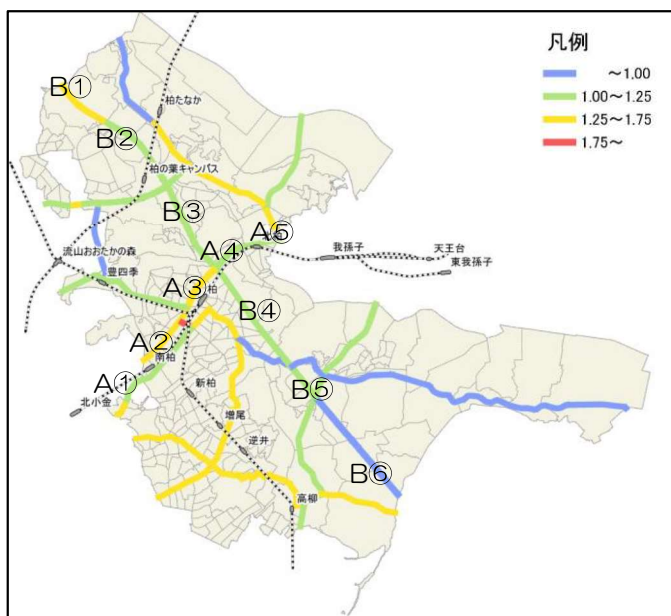 凡例
～1.00
1.00～1.25
1.25～1.75
1.75～
B①
柏たなか
B②
柏の葉キャンパス
B③
A⑤
A④
我孫子
天王台
東我孫子
流山おおたかの森
豊四季
A③
柏
B④
A②
南柏
A①
北小金
新柏
B⑤
増尾
逆井
B⑥
高柳